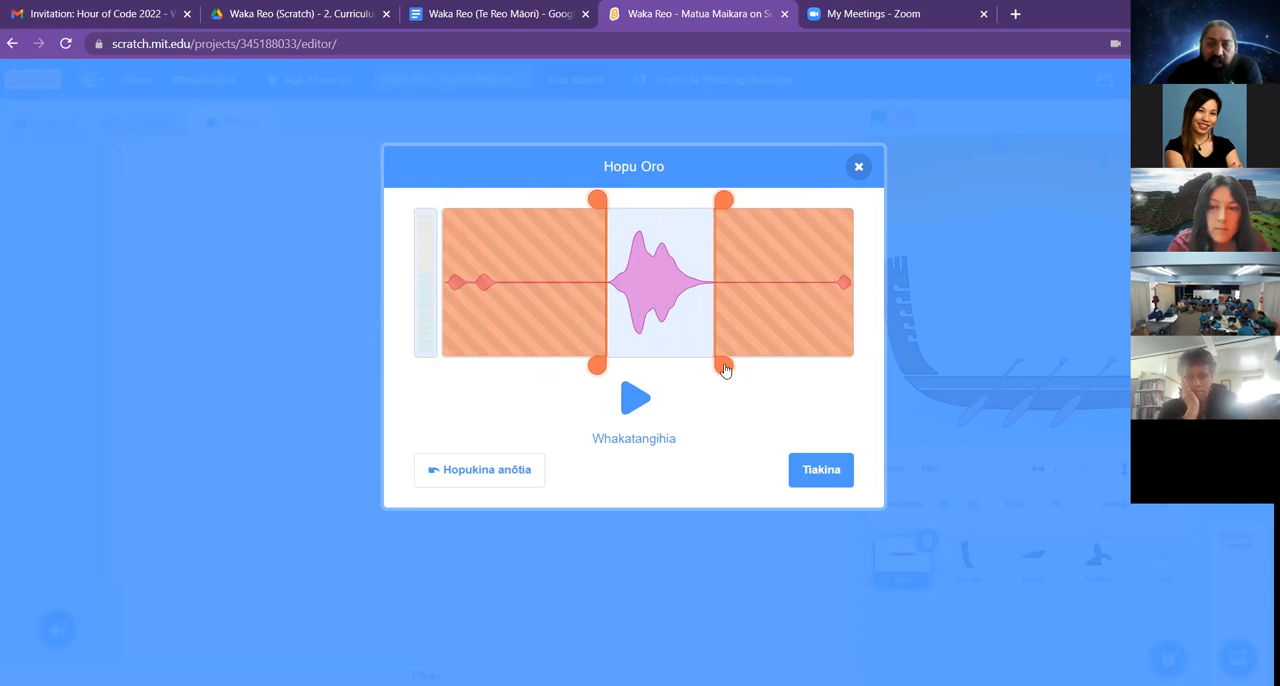 Invitation: Hour of Code 2022 - W
Waka Reo (Scratch) - 2. Curriculu
Waka Reo (Te Reo Māori) - Goog
Waka Reo - Matua Maikara on Sc
My Meetings - Zoom
scratch.mit.edu/projects/345188033/editor/
Hopu Oro
Whakatangihia
Hopukina anōtia
Tiakina